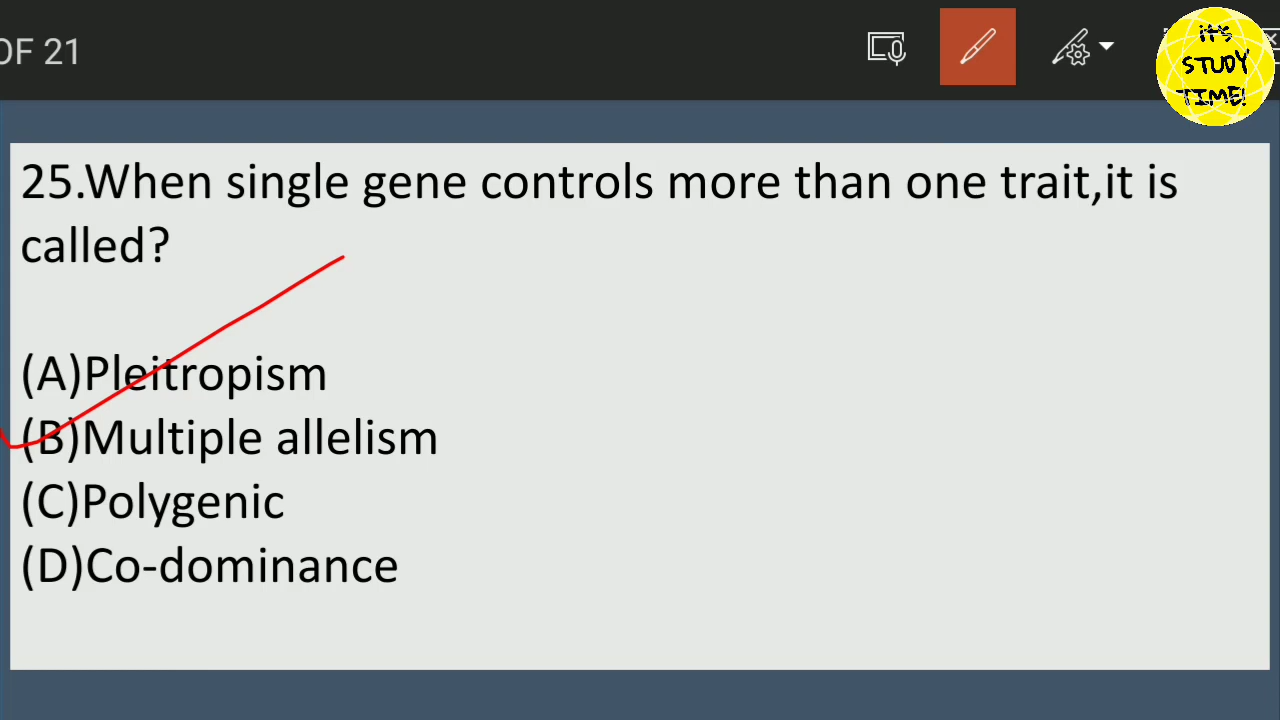 OF 21
it's
STUDY
TIME!
25.When single gene controls more than one trait,it is
called?
(A)Pleitropism
(B)Multiple allelism
(C)Polygenic
(D)Co-dominance